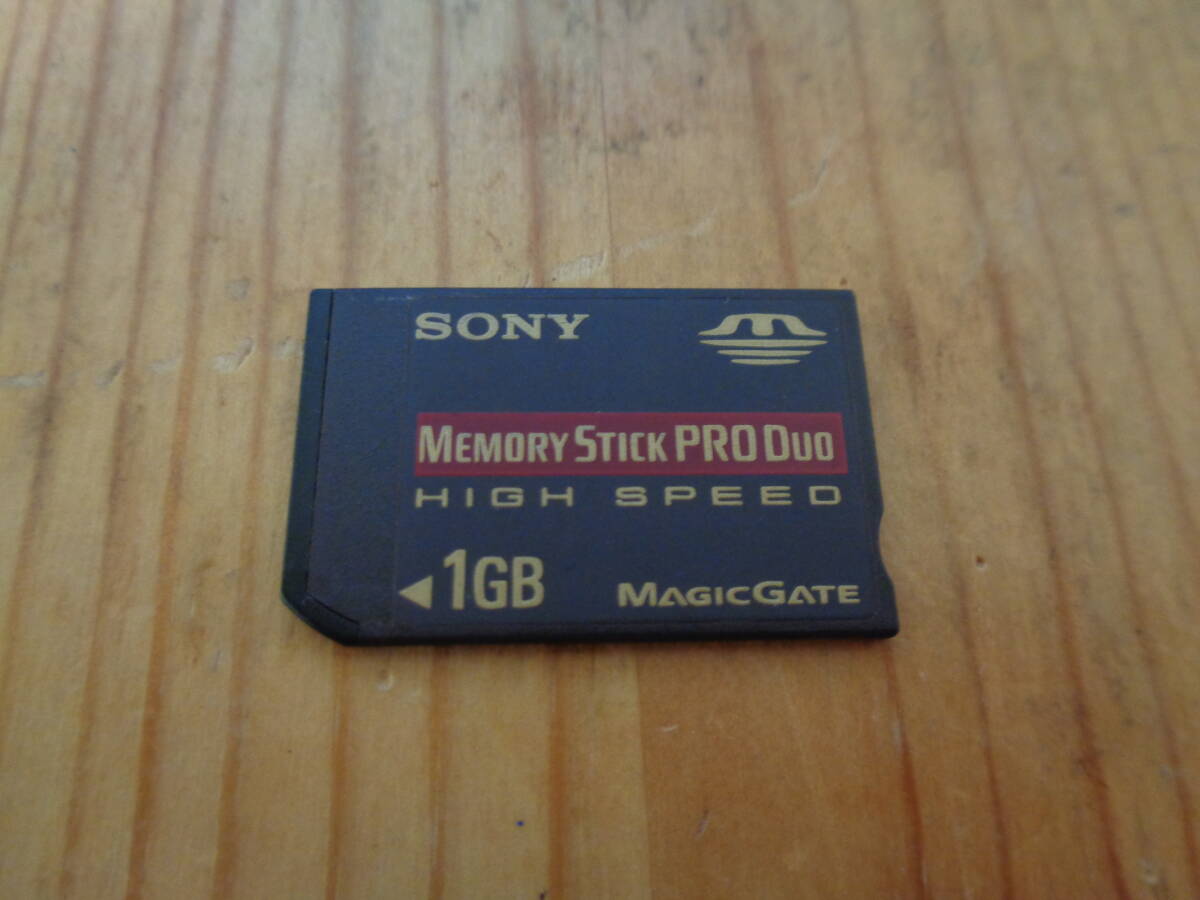 SONY
MEMORY STICK PRO DUO
HIGH SPEED
1GB MAGICGATE